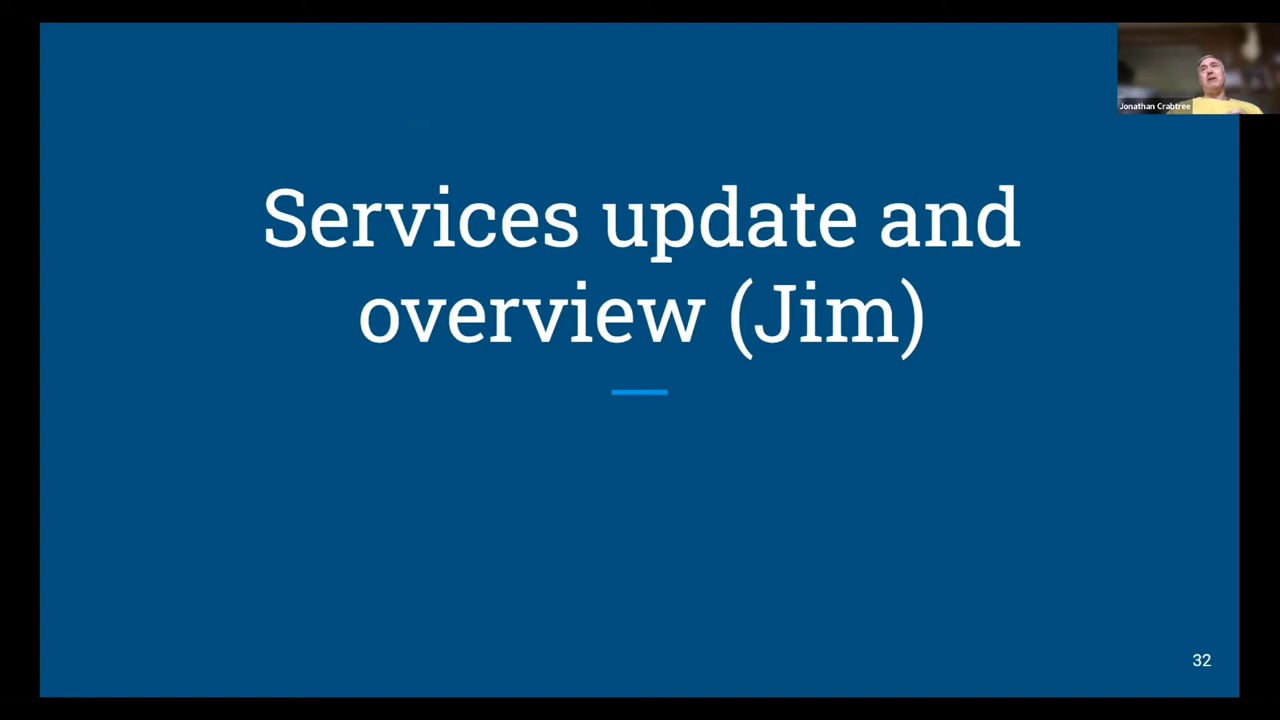 Jonathan Crabtree
Services update and
overview (Jim)
32